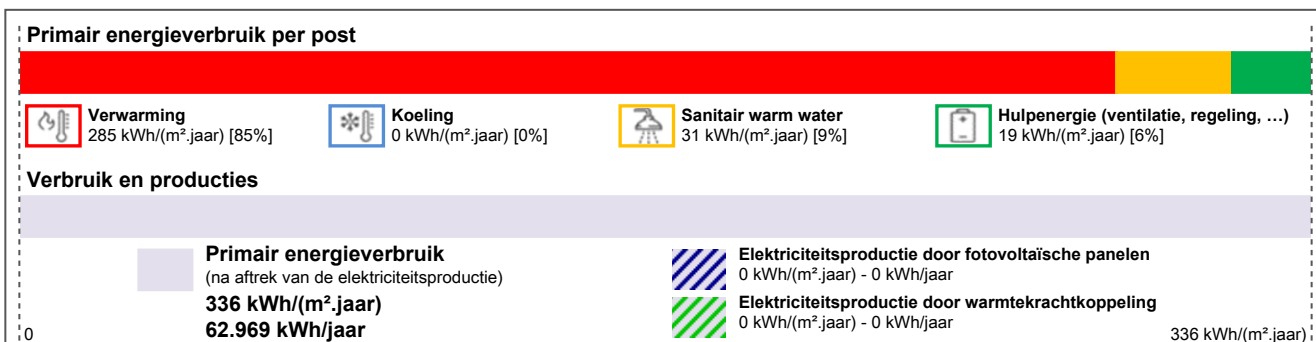 Primair energieverbruik per post
Verwarming
285 kWh/(m².jaar) [85%]
Koeling
0 kWh/(m².jaar) [0%]
Sanitair warm water
31 kWh/(m².jaar) [9%]
Hulpenergie (ventilatie, regeling, …)
19 kWh/(m².jaar) [6%]
Verbruik en producties
Primair energieverbruik
(na aftrek van de elektriciteitsproductie)
336 kWh/(m².jaar)
62.969 kWh/jaar
Elektriciteitsproductie door fotovoltaïsche panelen
0 kWh/(m².jaar) - 0 kWh/jaar
Elektriciteitsproductie door warmtekrachtkoppeling
0 kWh/(m².jaar) - 0 kWh/jaar
0
336 kWh/(m².jaar)